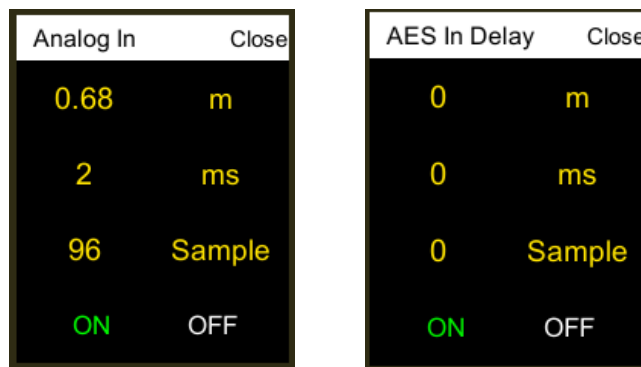 Analog In Close
0.68 m
2 ms
96 Sample
ON OFF
AES In Delay Close
0 m
0 ms
0 Sample
ON OFF